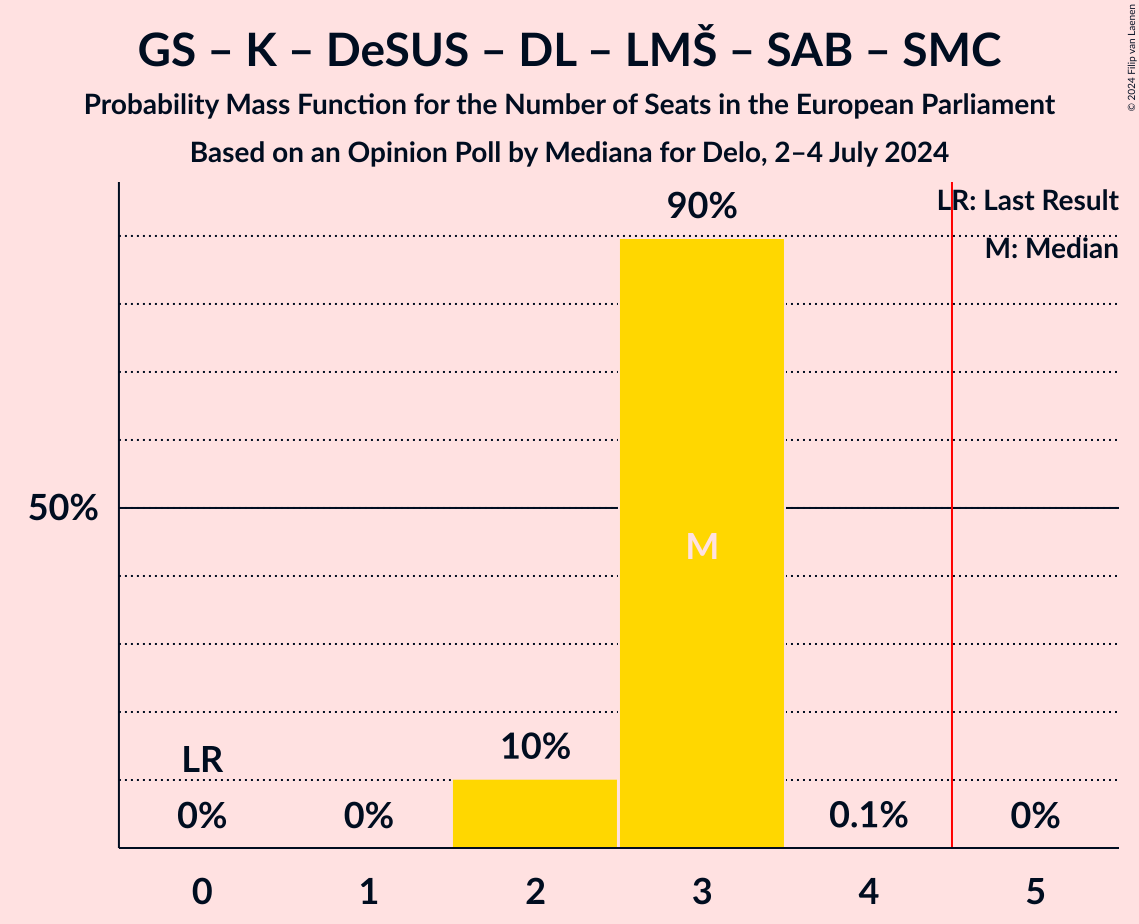 GS – K – DeSUS – DL – LMŠ – SAB – SMC
Probability Mass Function for the Number of Seats in the European Parliament
Based on an Opinion Poll by Mediana for Delo, 2–4 July 2024
© 2024 Filip van Laenen
LR: Last Result
M: Median
90%
50%
M
LR
10%
0%
0%
0.1%
0%
0
1
2
3
4
5